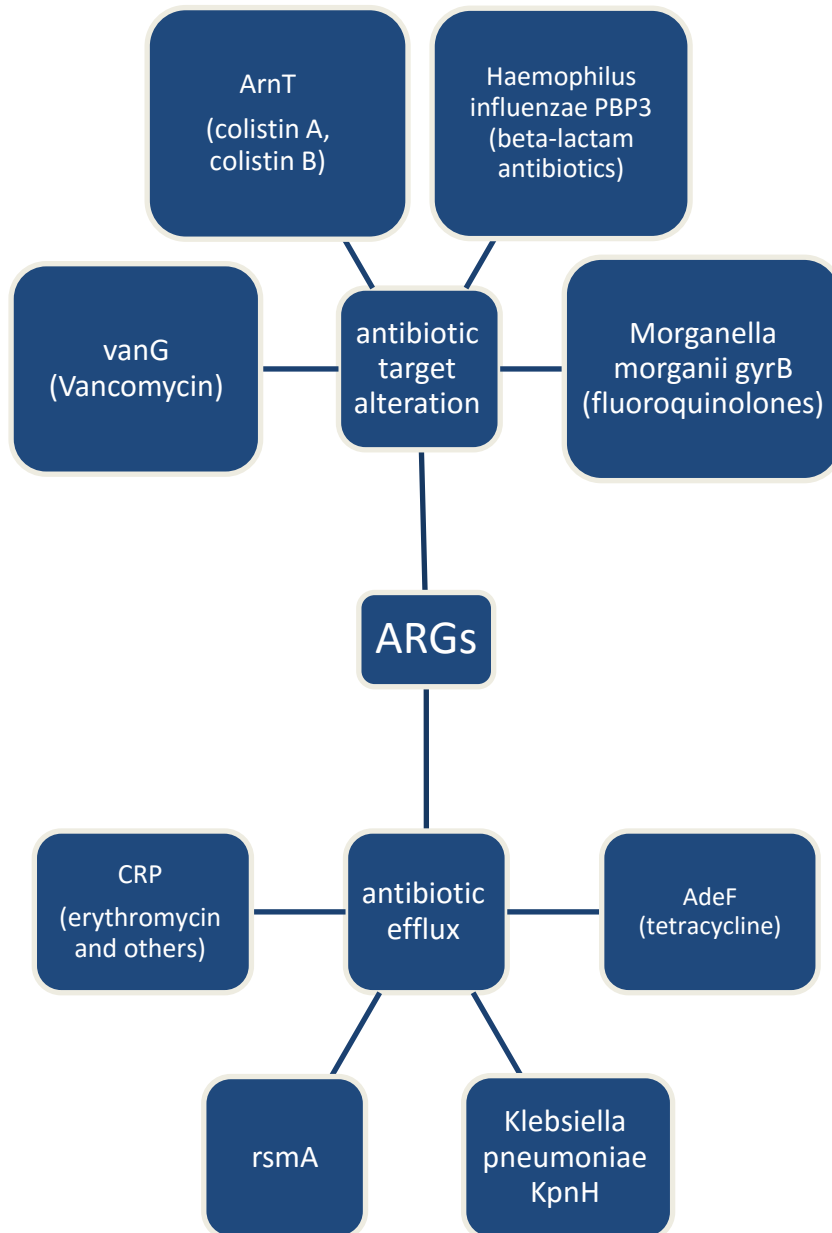 ArnT
(colistin A,
colistin B)
Haemophilus
influenzae PBP3
(beta-lactam
antibiotics)
vanG
(Vancomycin)
antibiotic
target
alteration
Morganella
morganii gyrB
(fluoroquinolones)
ARGs
CRP
(erythromycin
and others)
antibiotic
efflux
AdeF
(tetracycline)
rsmA
Klebsiella
pneumoniae
KpnH